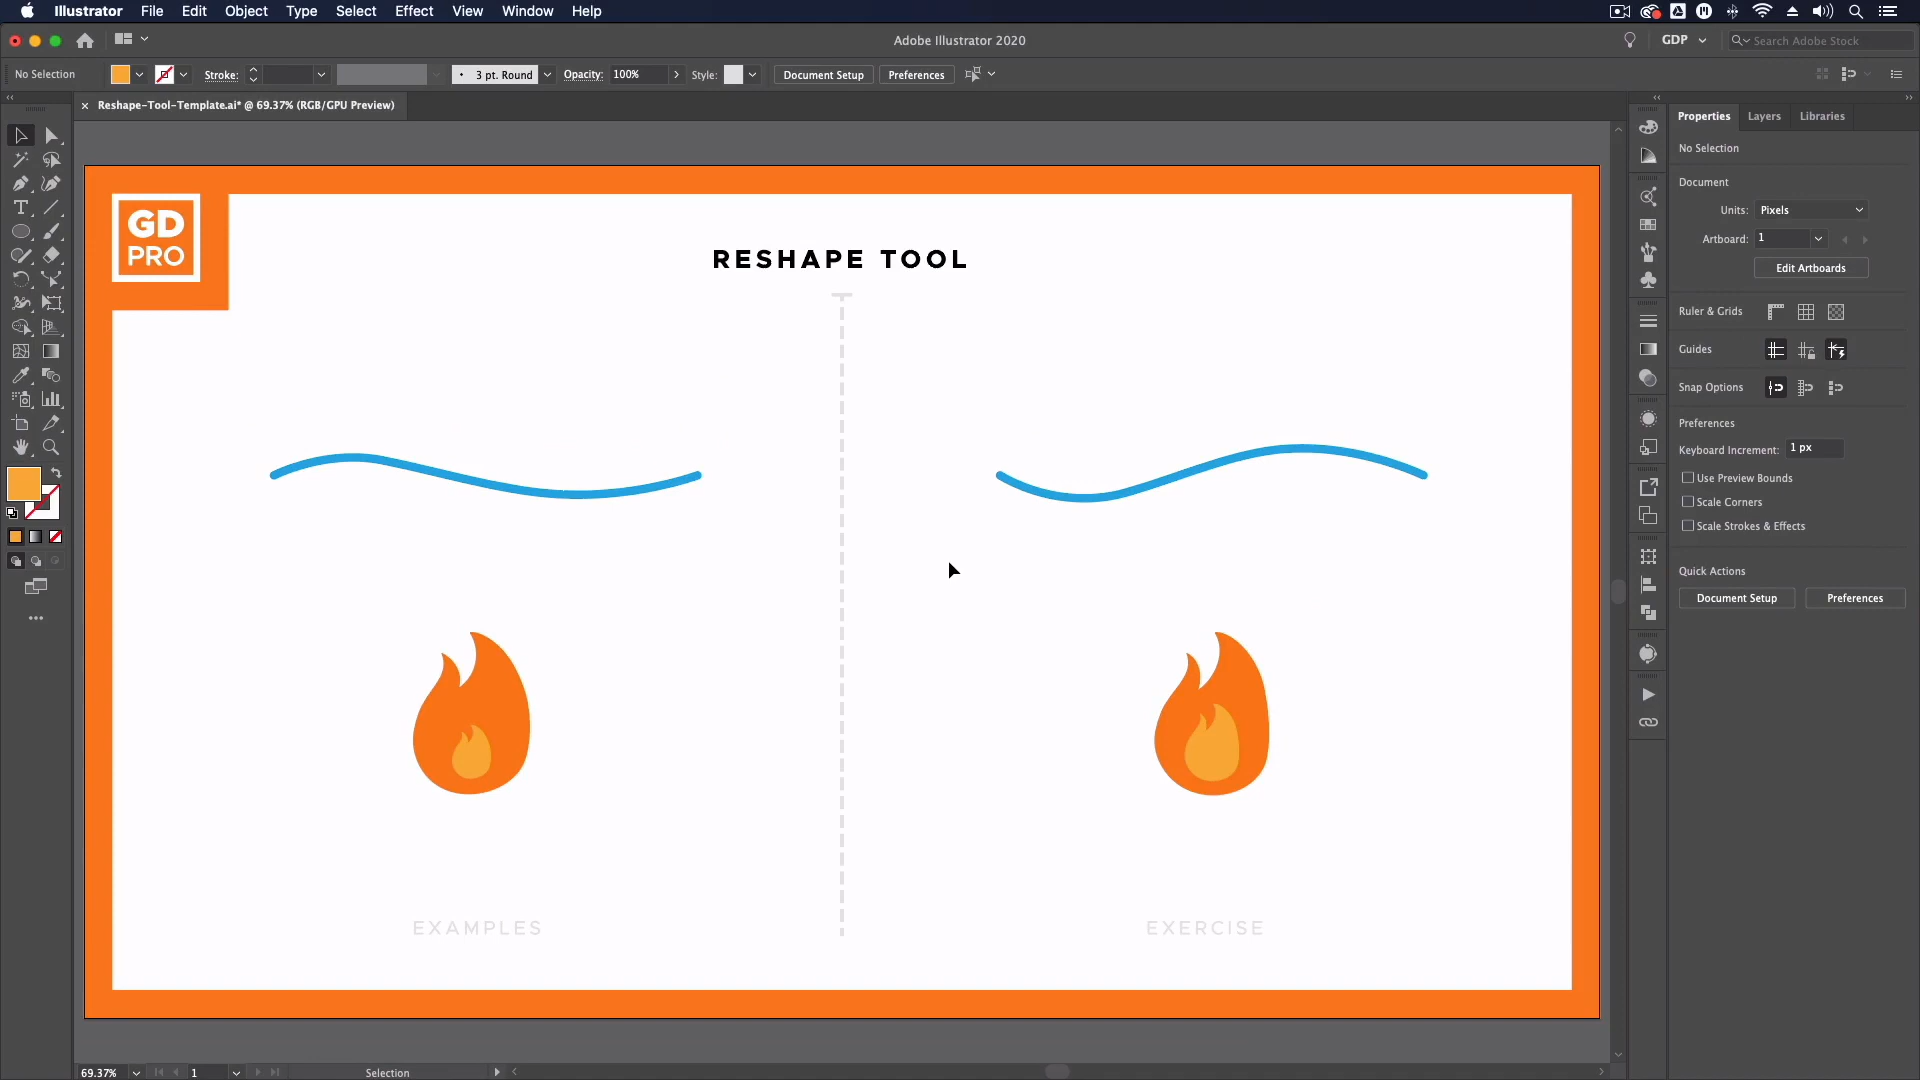 Illustrator File Edit Object Type Select Effect View Window Help
Adobe Illustrator 2020
GDP
Search Adobe Stock
No Selection
Stroke:
3 pt. Round
Opacity: 100%
Style:
Document Setup
Preferences
× Reshape-Tool-Template.ai* @ 69.37% (RGB/GPU Preview)
GD
PRO
RESHAPE TOOL
EXAMPLES
EXERCISE
Properties Layers Libraries
No Selection
Document
Units: Pixels
Artboard: 1
Edit Artboards
Ruler & Grids
Guides
Snap Options
Preferences
Keyboard Increment: 1 px
Use Preview Bounds
Scale Corners
Scale Strokes & Effects
Quick Actions
Document Setup
Preferences
69.37%
1
Selection